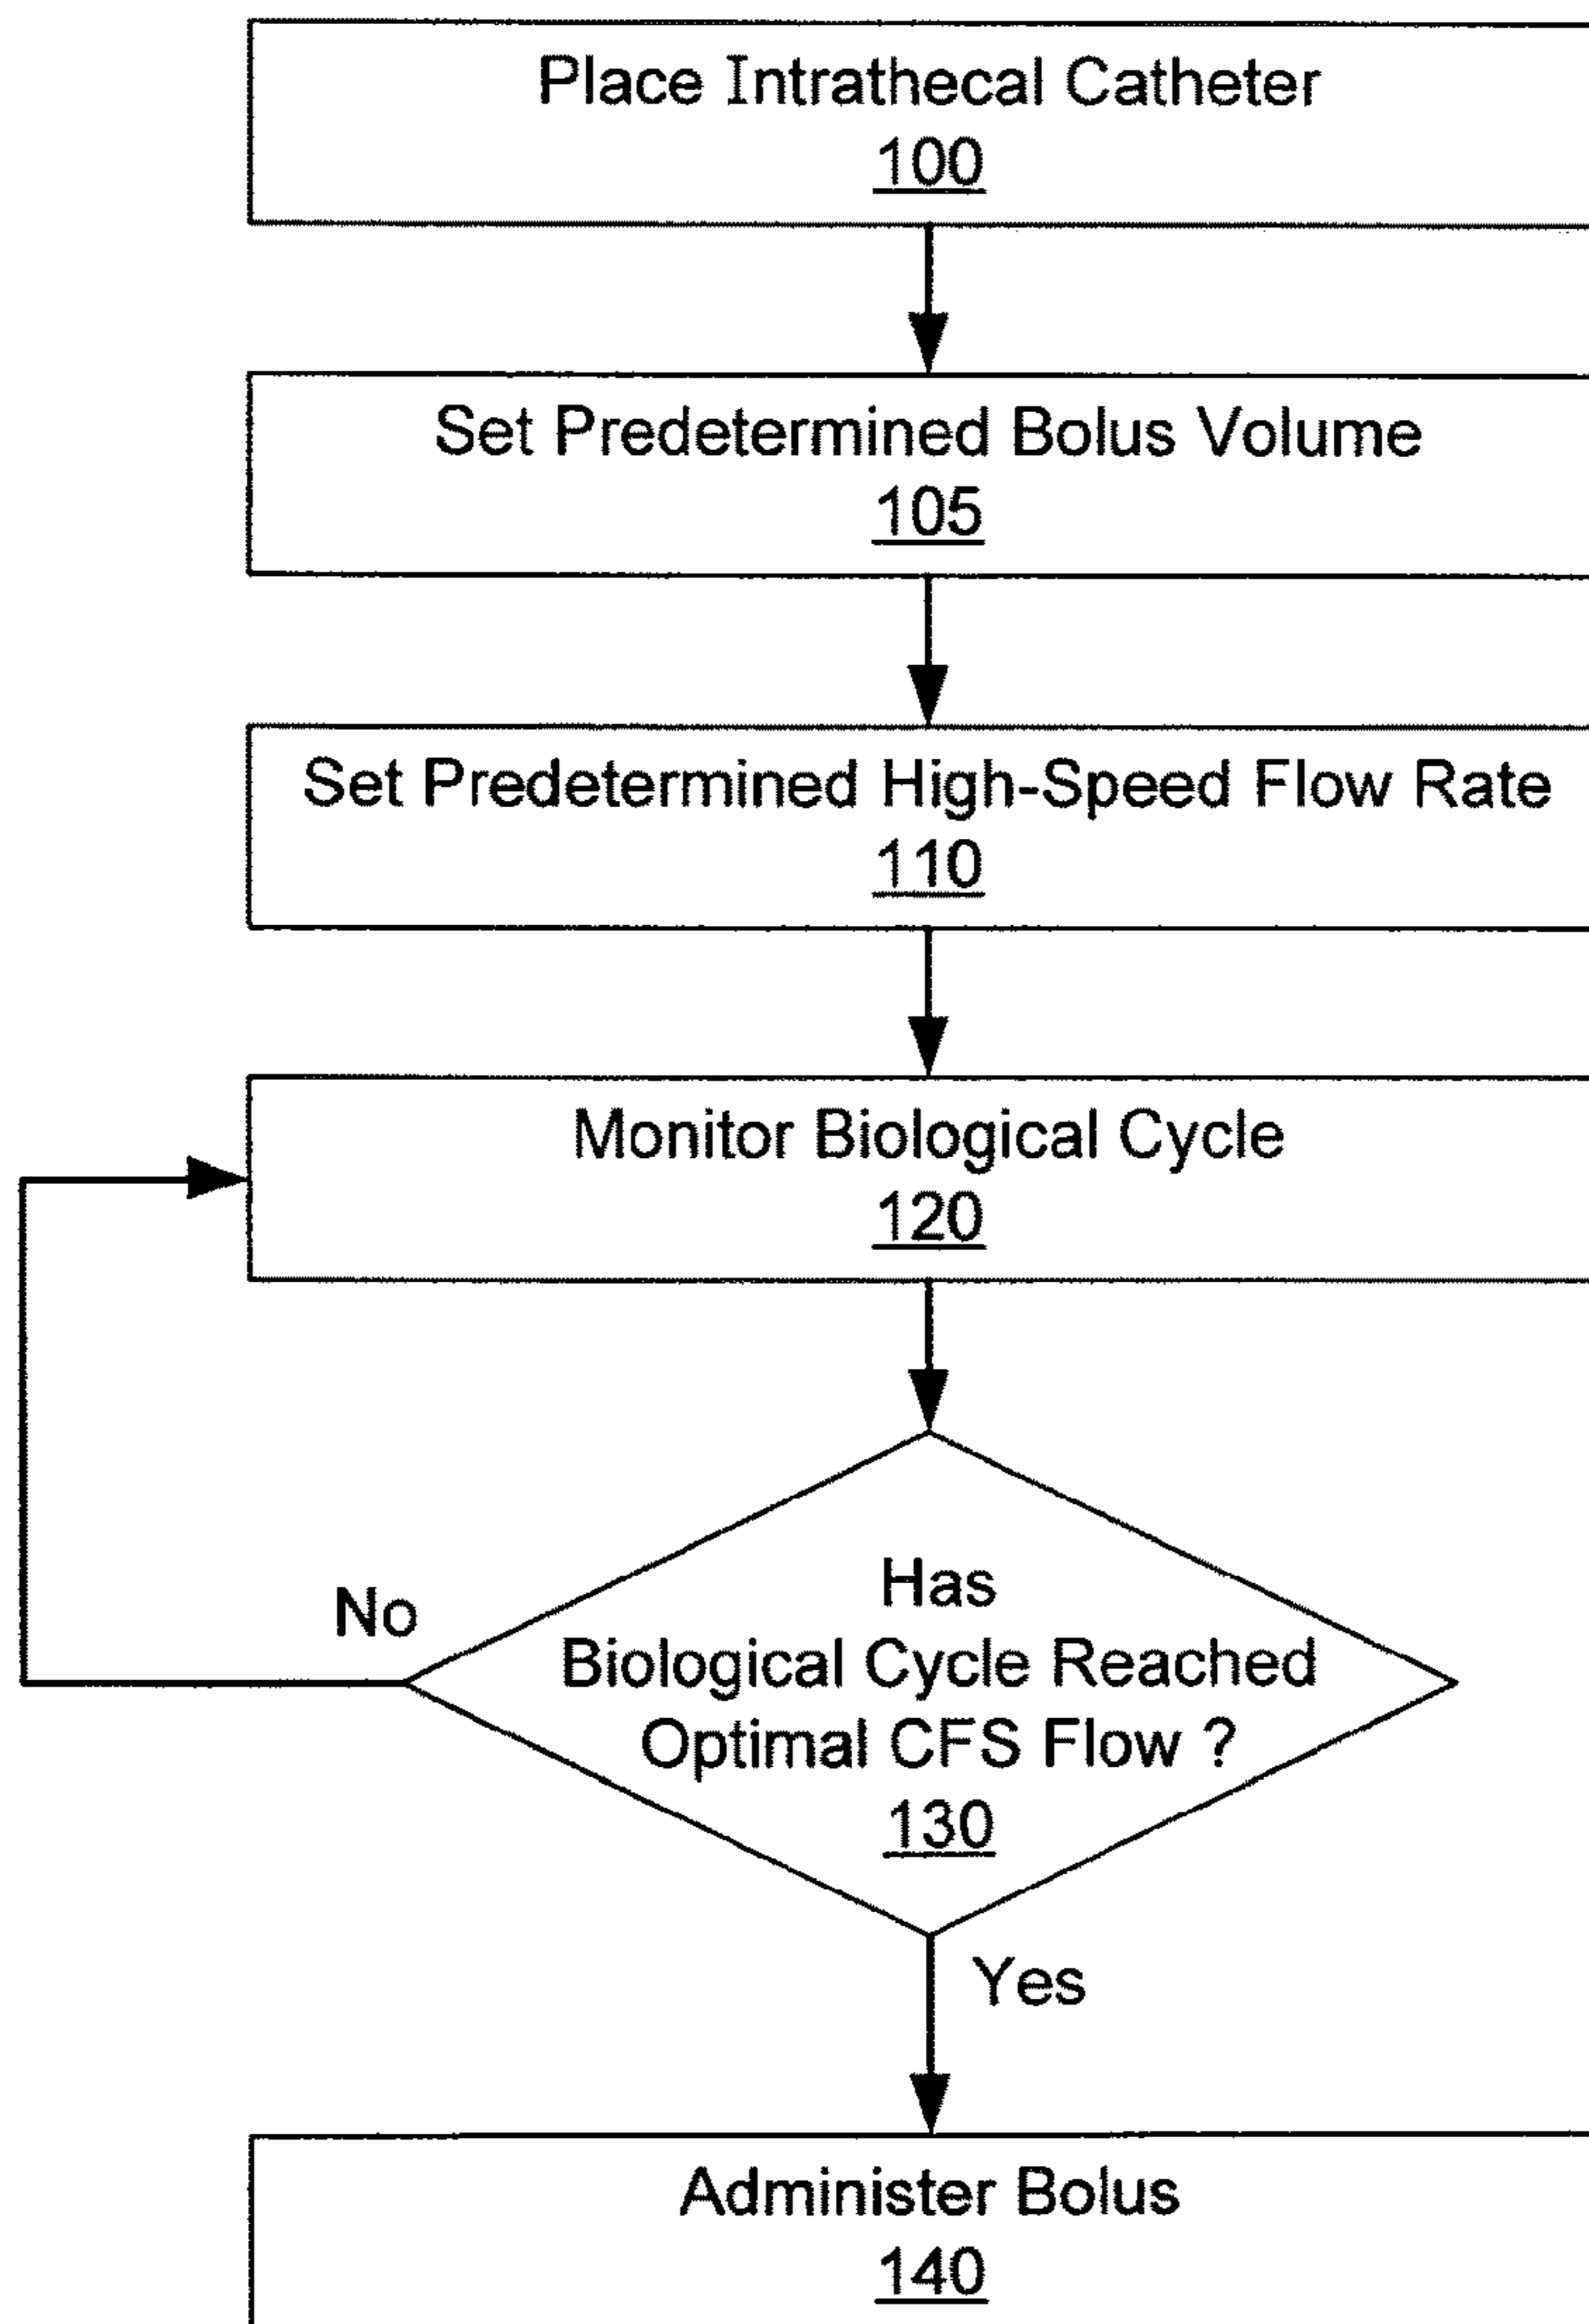 Place Intrathecal Catheter
100
Set Predetermined Bolus Volume
105
Set Predetermined High-Speed Flow Rate
110
Monitor Biological Cycle
120
Has
Biological Cycle Reached
Optimal CFS Flow ?
130
No
Yes
Administer Bolus
140